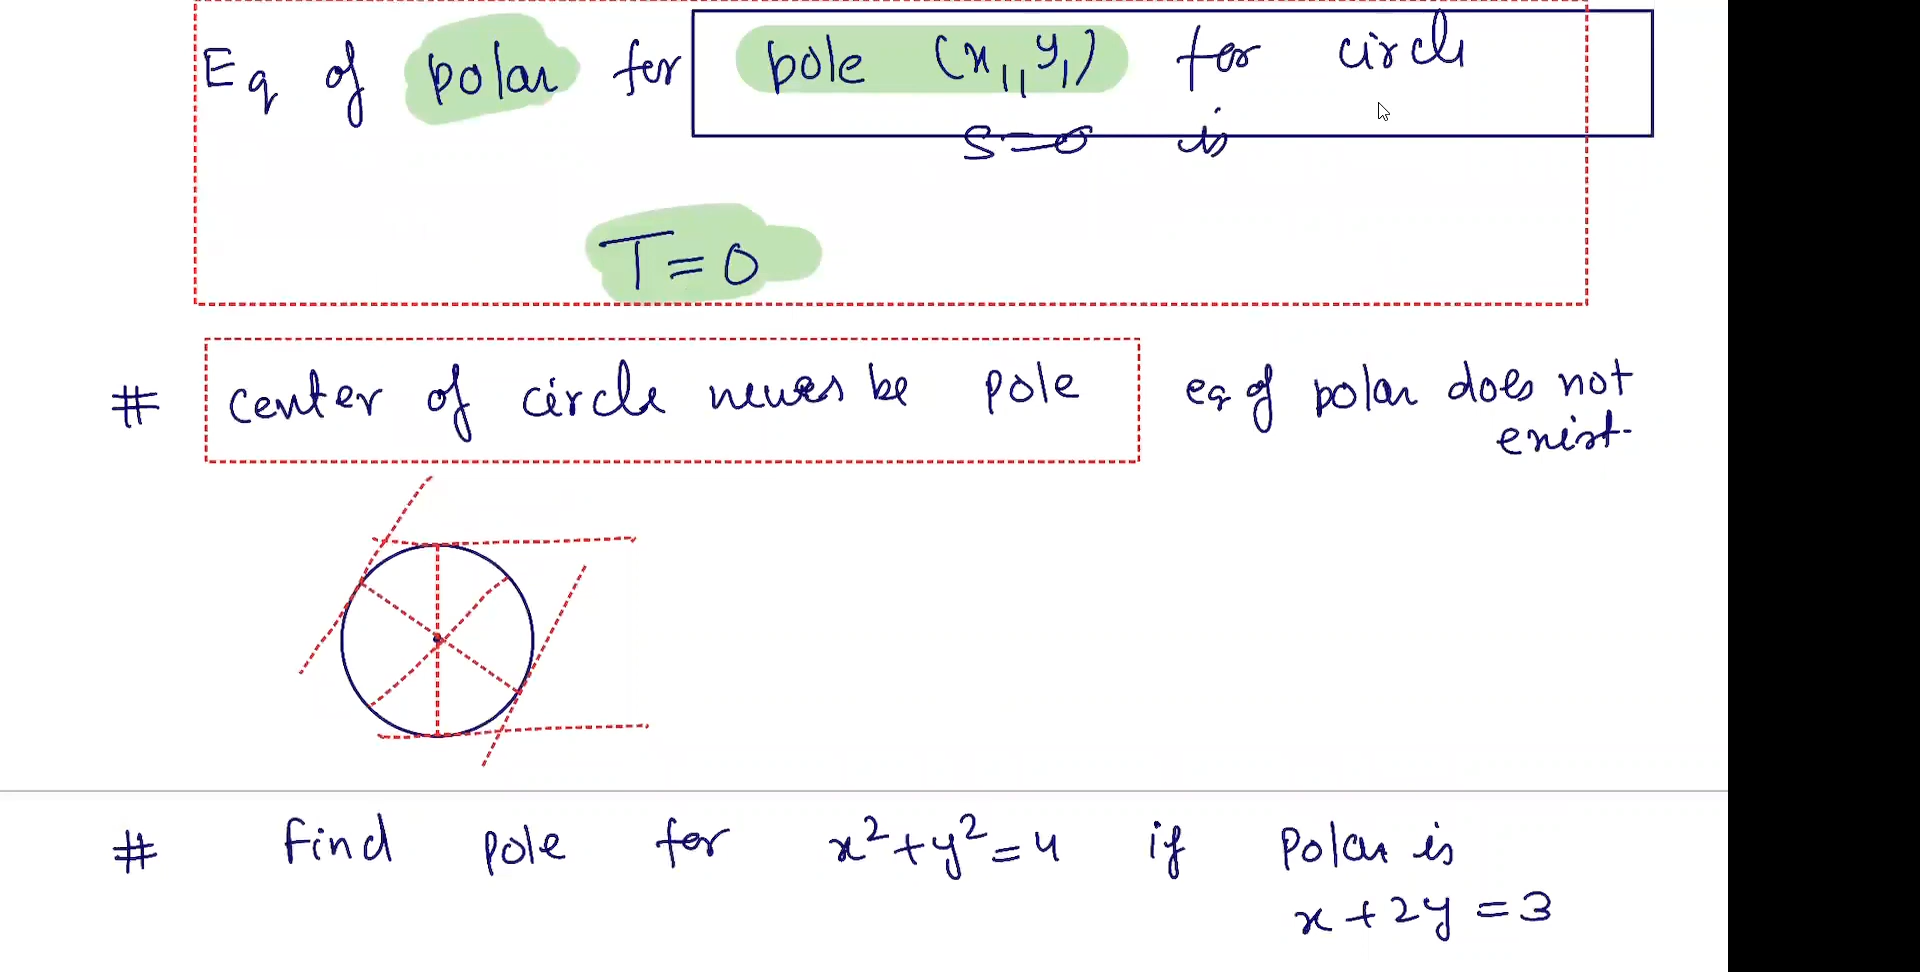 Eq of polar for pole (x₁, y₁) for circle
S=0 is
T=0
# center of circle never be pole eq of polar does not
exist.
# Find pole for x²+y²=4 if Polar is
x+2y=3